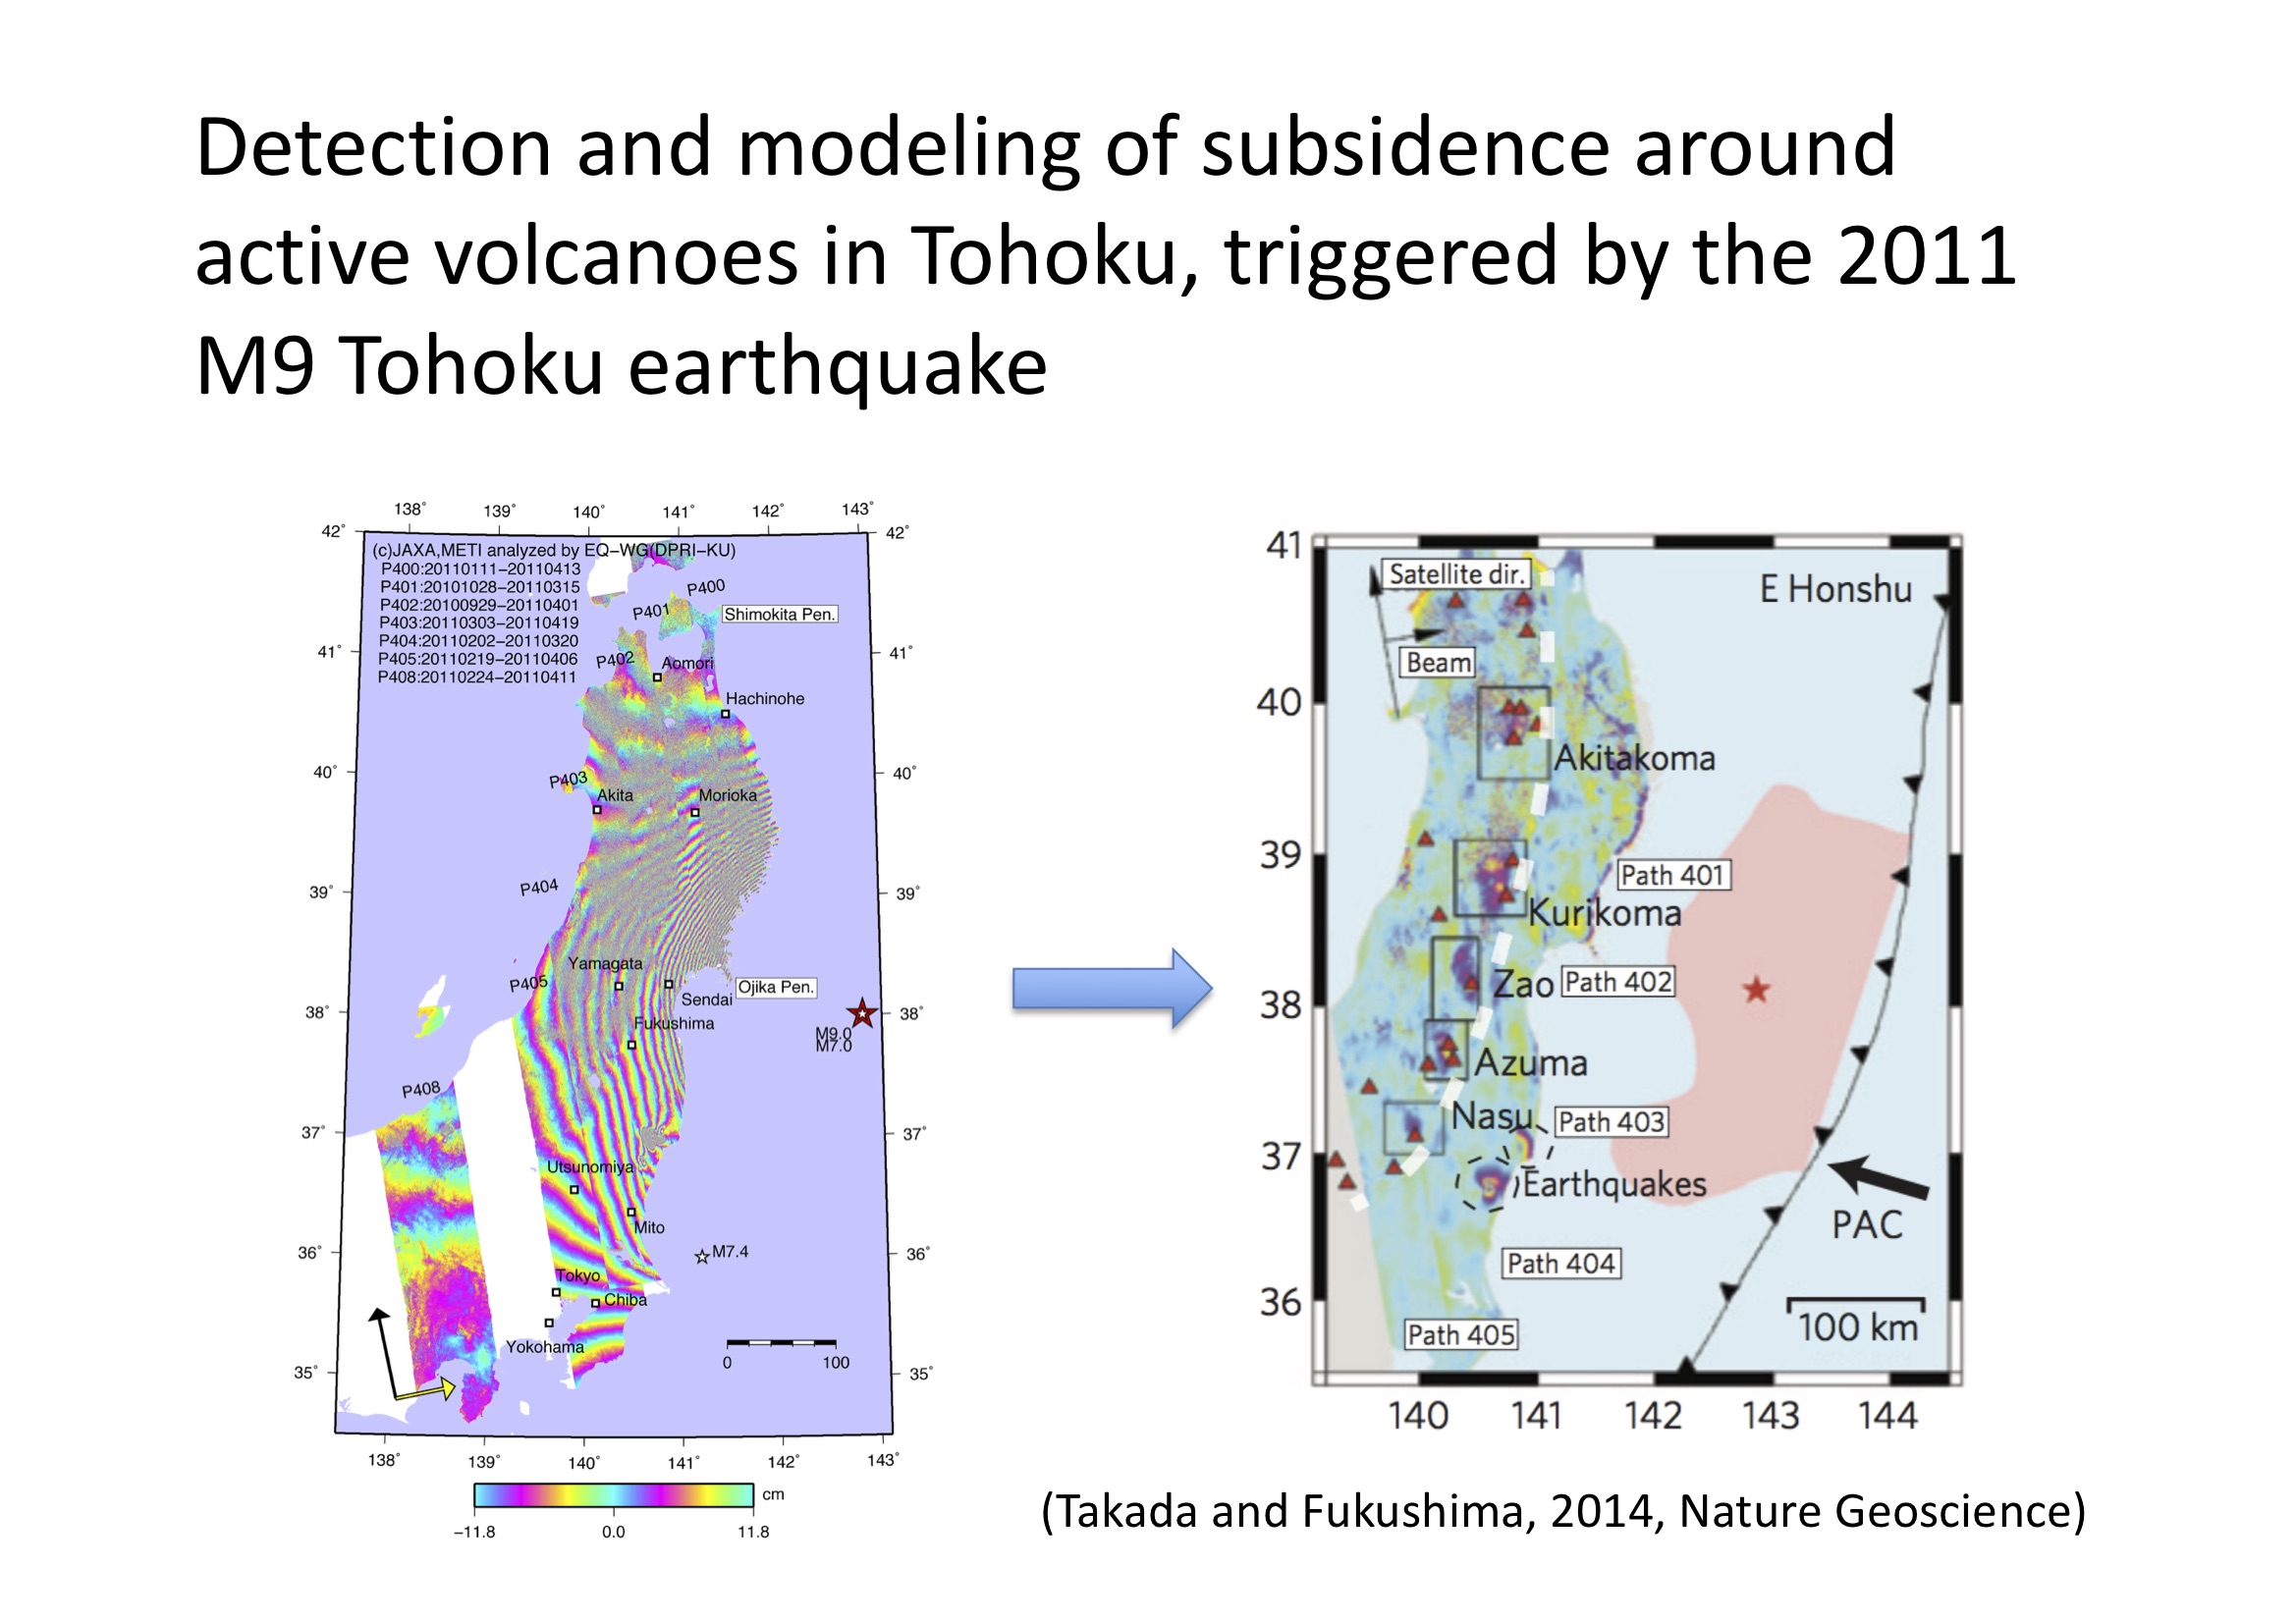 Detection and modeling of subsidence around
active volcanoes in Tohoku, triggered by the 2011
M9 Tohoku earthquake
138° 139° 140° 141° 142° 143°
42° 42°
(c)JAXA,METI analyzed by EQ−WG(DPRI−KU)
P400:20110111−20110413
P401:20101028−20110315
P402:20100929−20110401
P403:20110303−20110419
P404:20110202−20110320
P405:20110219−20110406
P408:20110224−20110411
P400
P401
Shimokita Pen.
41° 41°
P402
Aomori
Hachinohe
40° 40°
P403
Akita
Morioka
39° 39°
P404
Yamagata
P405
Sendai
Ojika Pen.
38° 38°
Fukushima
M9.0
M7.0
P408
37° 37°
Utsunomiya
Mito
36° 36°
M7.4
Tokyo
Chiba
Yokohama
0 100
35° 35°
138° 139° 140° 141° 142° 143°
cm
−11.8 0.0 11.8
41
Satellite dir.
E Honshu
Beam
40
Akitakoma
39
Path 401
Kurikoma
Zao
Path 402
38
Azuma
Nasu
Path 403
37
Earthquakes
PAC
Path 404
36
100 km
Path 405
140 141 142 143 144
(Takada and Fukushima, 2014, Nature Geoscience)